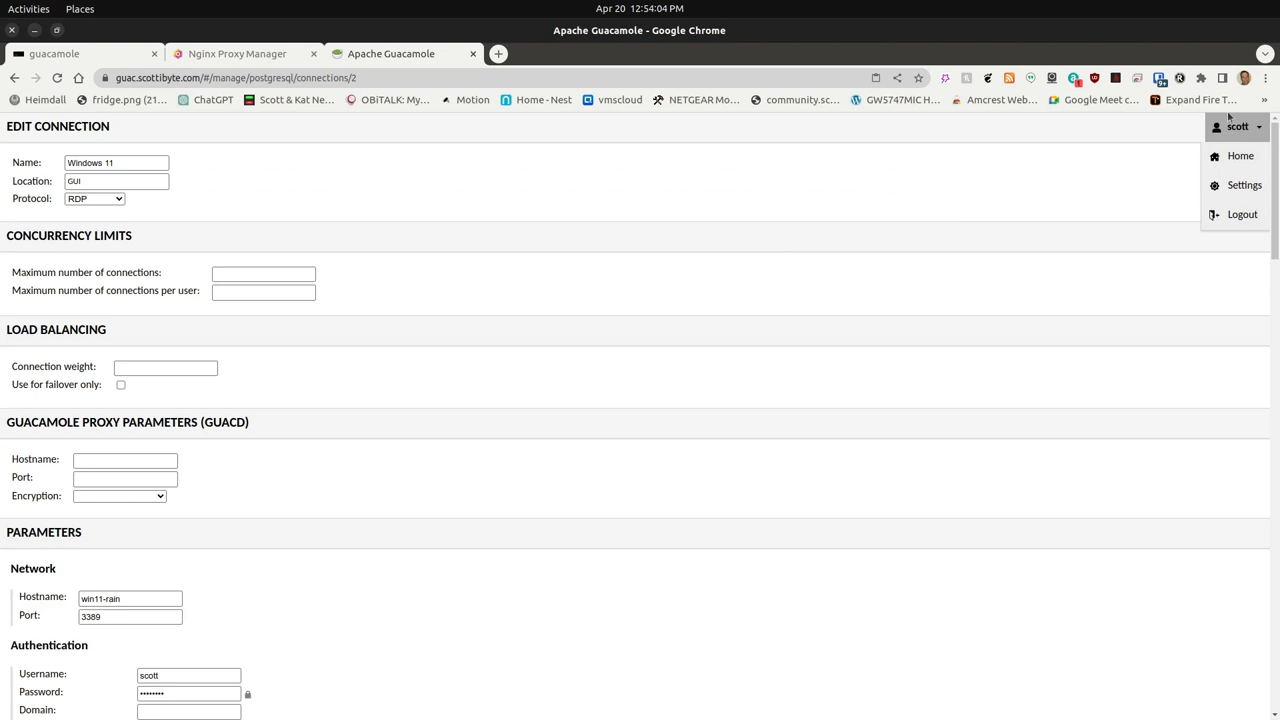 Activities Places Apr 20 12:54:04 PM
Apache Guacamole - Google Chrome
guacamole Nginx Proxy Manager Apache Guacamole
guac.scottibyte.com/#/manage/postgresql/connections/2
Heimdall fridge.png (21... ChatGPT Scott & Kat Ne... OBiTALK: My... Motion Home - Nest vmscloud NETGEAR Mo... community.sc... GW5747MIC H... Amcrest Web... Google Meet c... Expand Fire T... »
EDIT CONNECTION
scott
Home
Settings
Logout
Name: Windows 11
Location: GUI
Protocol: RDP
CONCURRENCY LIMITS
Maximum number of connections:
Maximum number of connections per user:
LOAD BALANCING
Connection weight:
Use for failover only:
GUACAMOLE PROXY PARAMETERS (GUACD)
Hostname:
Port:
Encryption:
PARAMETERS
Network
Hostname: win11-rain
Port: 3389
Authentication
Username: scott
Password: ••••••••
Domain: